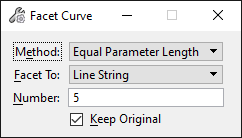 Facet Curve
Method: Equal Parameter Length
Facet To: Line String
Number: 5
Keep Original